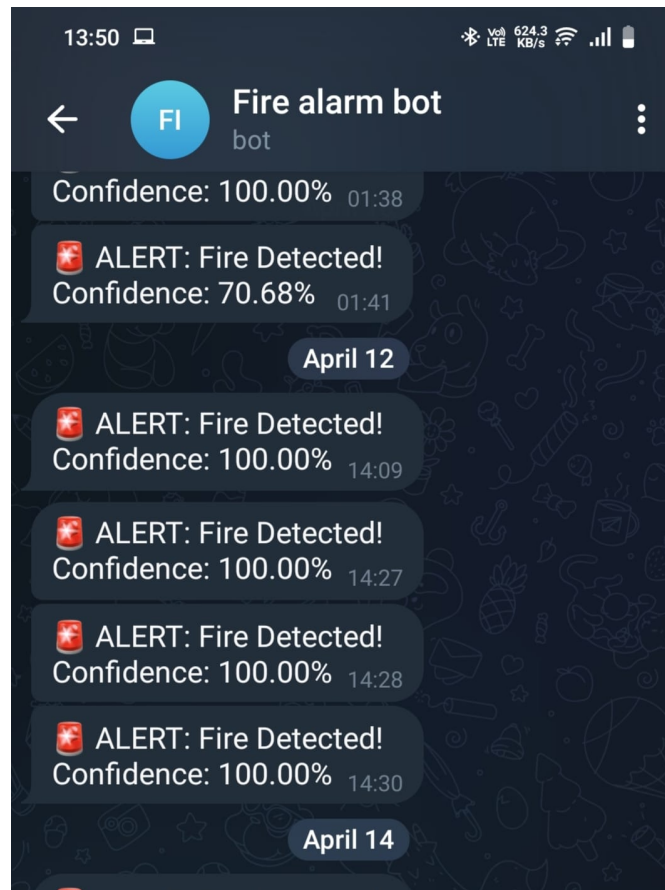 13:50
Vo)) LTE 624.3 KB/s
FI
Fire alarm bot
bot
Confidence: 100.00% 01:38
ALERT: Fire Detected!
Confidence: 70.68% 01:41
April 12
ALERT: Fire Detected!
Confidence: 100.00% 14:09
ALERT: Fire Detected!
Confidence: 100.00% 14:27
ALERT: Fire Detected!
Confidence: 100.00% 14:28
ALERT: Fire Detected!
Confidence: 100.00% 14:30
April 14